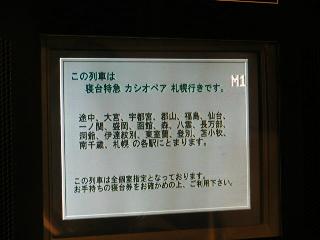 この列車は
寝台特急 カシオペア 札幌行きです。
M1
途中、大宮、宇都宮、郡山、福島、仙台、
一ノ関、盛岡、函館、森、八雲、長万部、
洞爺、伊達紋別、東室蘭、登別、苫小牧、
南千歳、札幌 の各駅にとまります。
この列車は全個室指定となっております。
お手持ちの寝台券をお確かめの上、ご利用下さい。